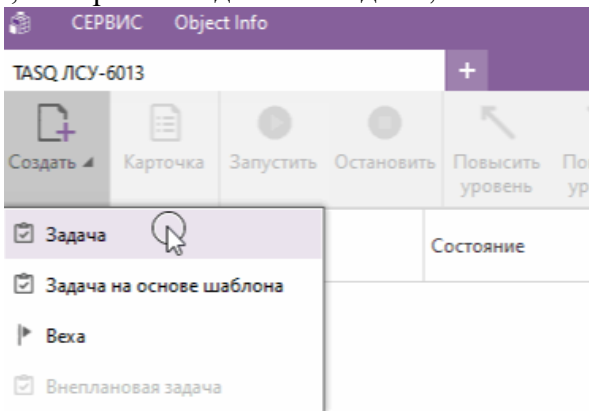 СЕРВИС Object Info
TASQ ЛСУ-6013 +
Создать Карточка Запустить Остановить Повысить уровень
Задача Состояние
Задача на основе шаблона
Веха
Внеплановая задача